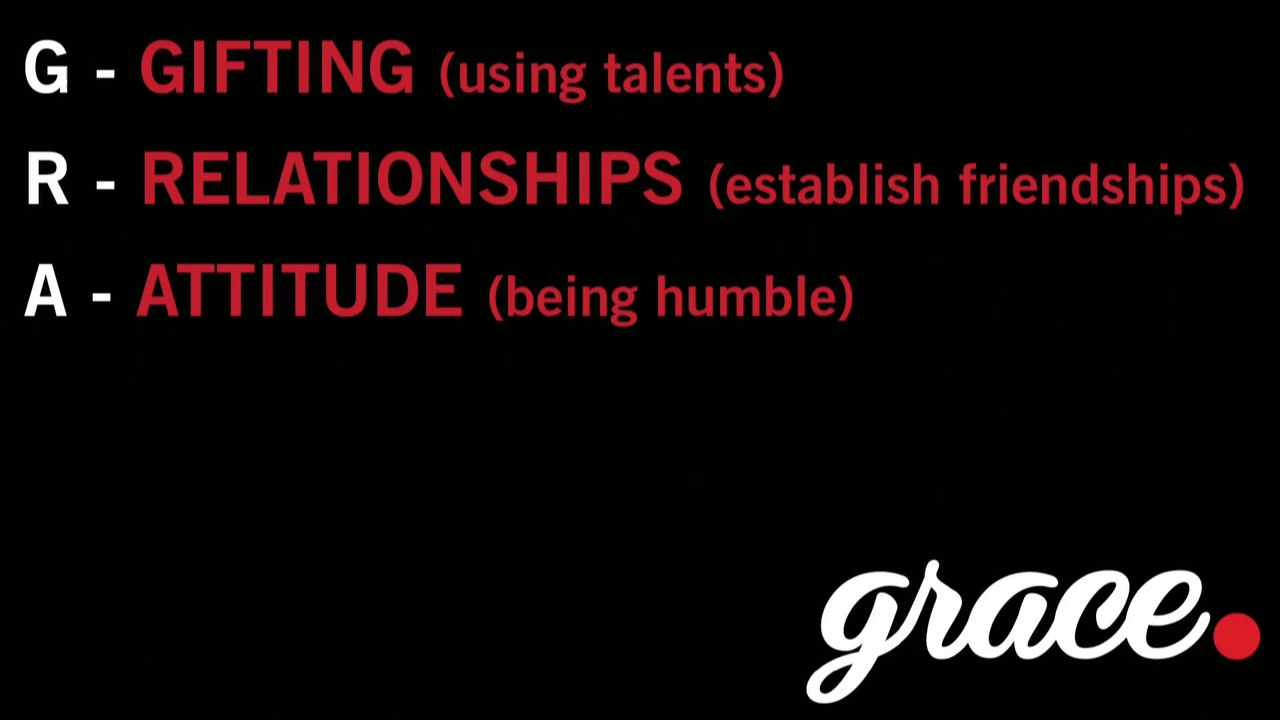 G - GIFTING (using talents)
R - RELATIONSHIPS (establish friendships)
A - ATTITUDE (being humble)
grace.